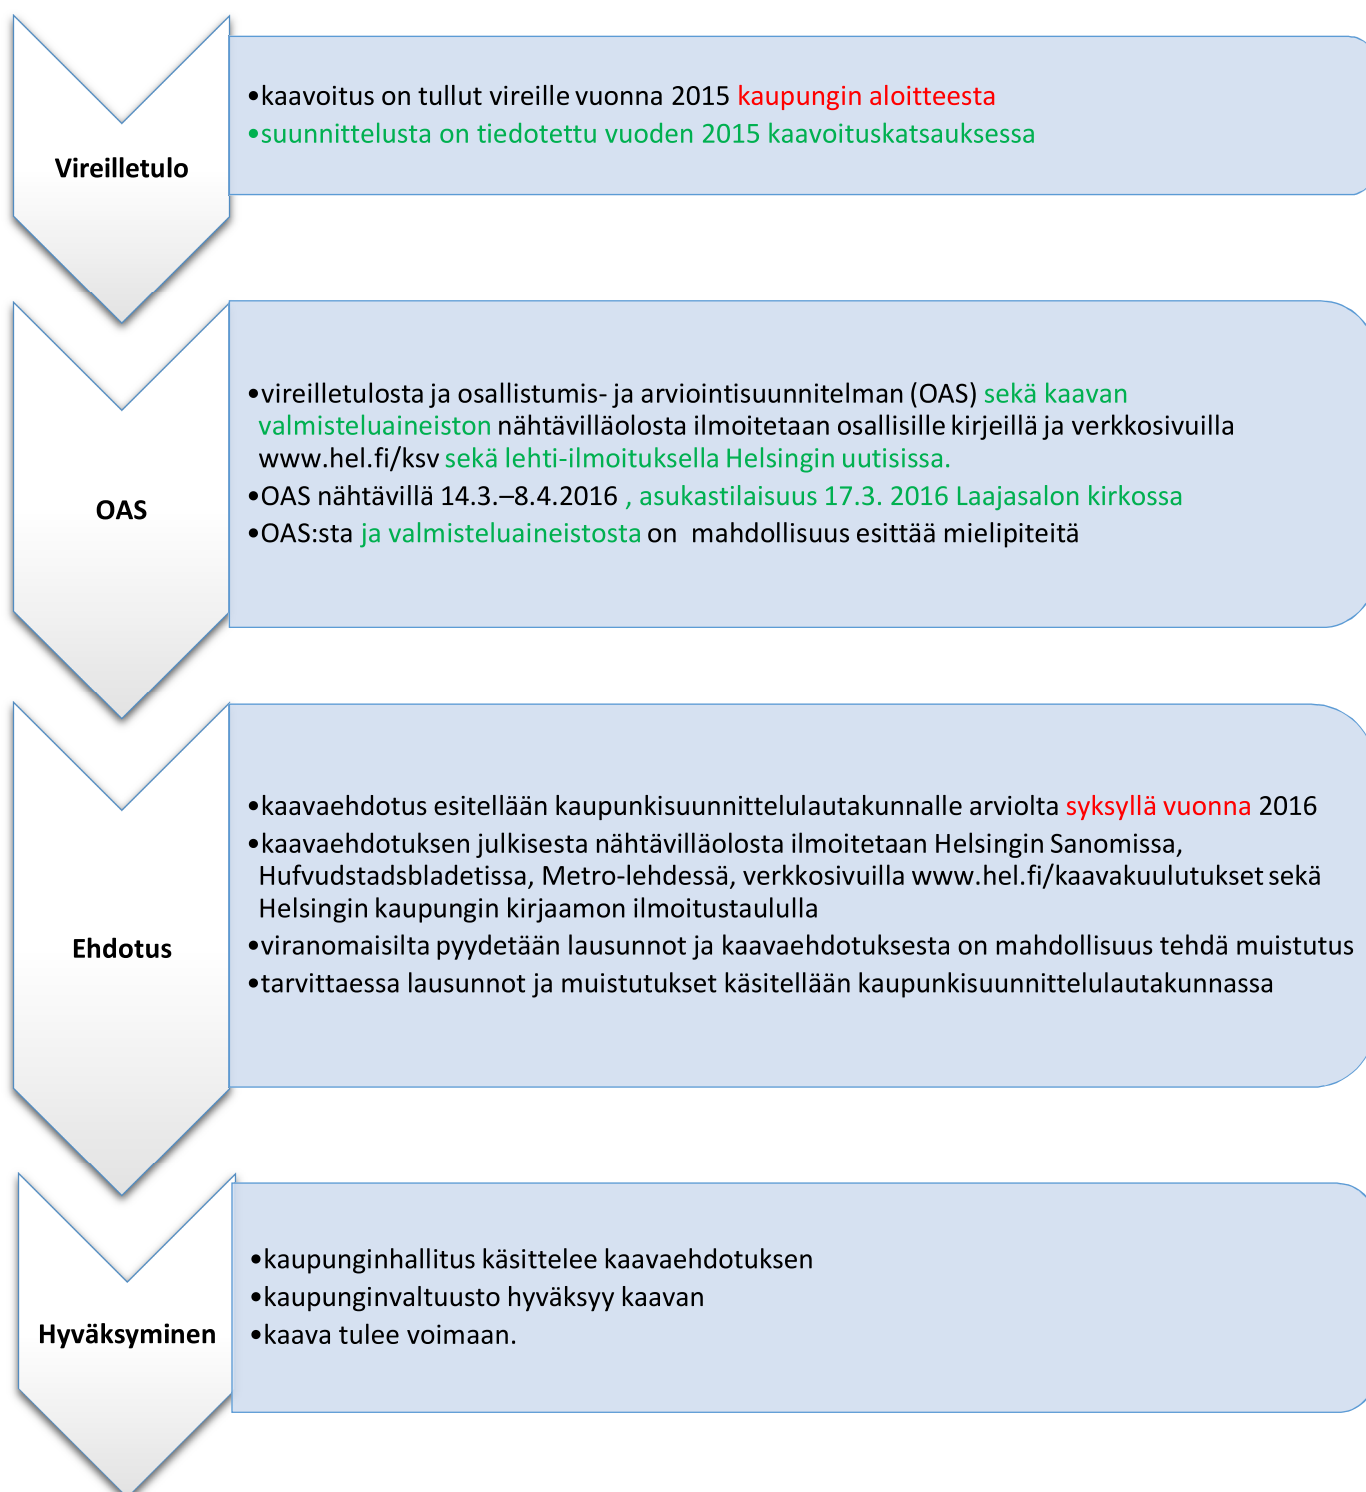 Vireilletulo
•kaavoitus on tullut vireille vuonna 2015 kaupungin aloitteesta
•suunnittelusta on tiedotettu vuoden 2015 kaavoituskatsauksessa
OAS
•vireilletulosta ja osallistumis- ja arviointisuunnitelman (OAS) sekä kaavan
valmisteluaineiston nähtävilläolosta ilmoitetaan osallisille kirjeillä ja verkkosivuilla
www.hel.fi/ksv sekä lehti-ilmoituksella Helsingin uutisissa.
•OAS nähtävillä 14.3.–8.4.2016 , asukastilaisuus 17.3. 2016 Laajasalon kirkossa
•OAS:sta ja valmisteluaineistosta on  mahdollisuus esittää mielipiteitä
Ehdotus
•kaavaehdotus esitellään kaupunkisuunnittelulautakunnalle arviolta syksyllä vuonna 2016
•kaavaehdotuksen julkisesta nähtävilläolosta ilmoitetaan Helsingin Sanomissa,
Hufvudstadsbladetissa, Metro-lehdessä, verkkosivuilla www.hel.fi/kaavakuulutukset sekä
Helsingin kaupungin kirjaamon ilmoitustaululla
•viranomaisilta pyydetään lausunnot ja kaavaehdotuksesta on mahdollisuus tehdä muistutus
•tarvittaessa lausunnot ja muistutukset käsitellään kaupunkisuunnittelulautakunnassa
Hyväksyminen
•kaupunginhallitus käsittelee kaavaehdotuksen
•kaupunginvaltuusto hyväksyy kaavan
•kaava tulee voimaan.